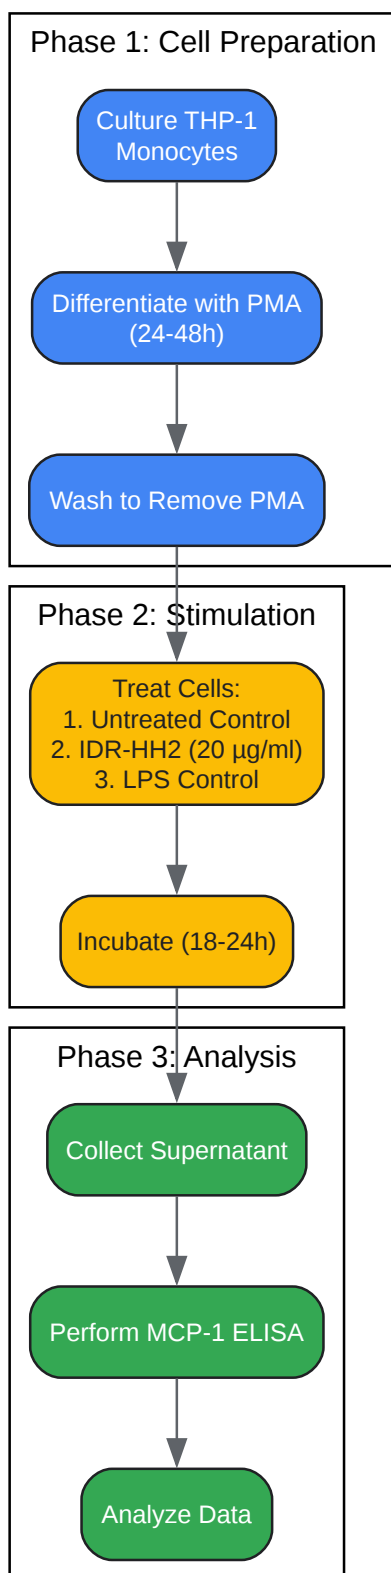 Phase 1: Cell Preparation
Culture THP-1
Monocytes
Differentiate with PMA
(24-48h)
Wash to Remove PMA
Phase 2: Stimulation
Treat Cells:
1. Untreated Control
2. IDR-HH2 (20 µg/ml)
3. LPS Control
Incubate (18-24h)
Phase 3: Analysis
Collect Supernatant
Perform MCP-1 ELISA
Analyze Data